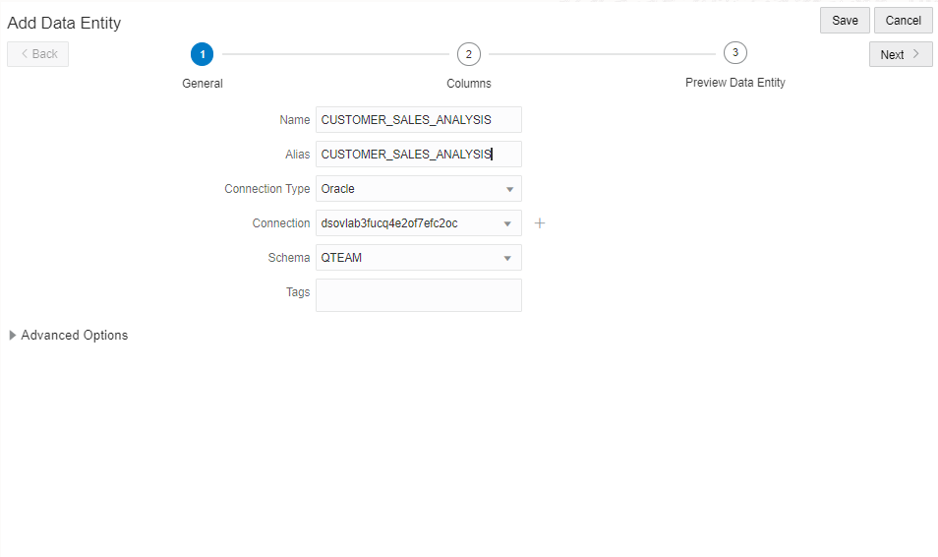 Add Data Entity
Save
Cancel
Back
1
2
3
Next
General
Columns
Preview Data Entity
Name CUSTOMER_SALES_ANALYSIS
Alias CUSTOMER_SALES_ANALYSIS
Connection Type Oracle
Connection dsovlab3fucq4e2of7efc2oc
Schema QTEAM
Tags
Advanced Options